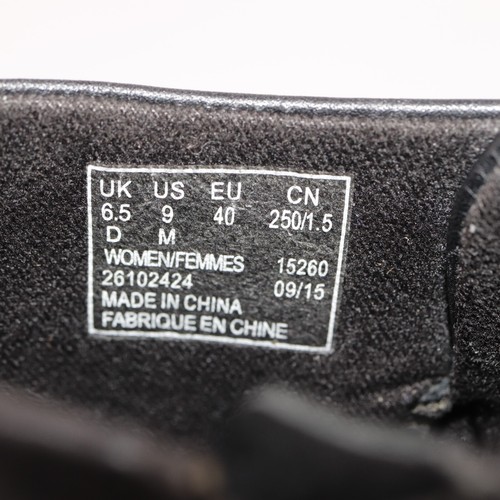 UK US EU CN
6.5 9 40 250/1.5
D M
WOMEN/FEMMES 15260
26102424 09/15
MADE IN CHINA
FABRIQUE EN CHINE